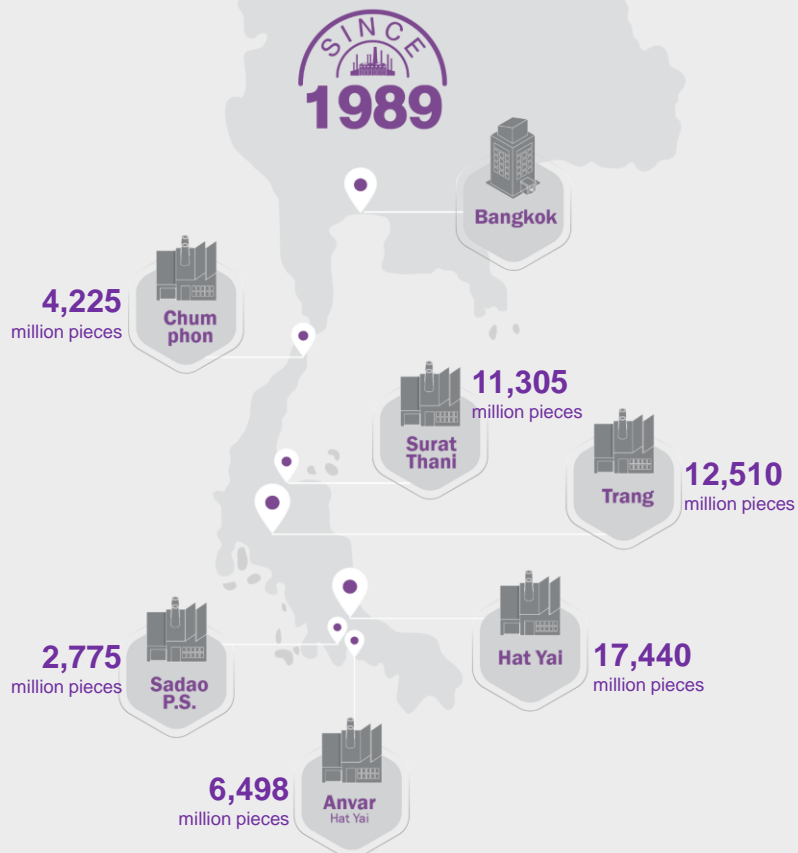 SINCE
1989
Bangkok
4,225
million pieces
Chum
phon
11,305
million pieces
Surat
Thani
12,510
million pieces
Trang
2,775
million pieces
Sadao
P.S.
Hat Yai
17,440
million pieces
6,498
million pieces
Anvar
Hat Yai